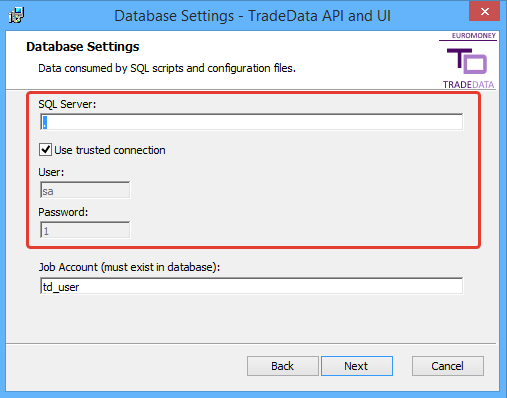 Database Settings - TradeData API and UI
Database Settings
Data consumed by SQL scripts and configuration files.
EUROMONEY
TD
TRADEDATA
SQL Server:
.
Use trusted connection
User:
sa
Password:
1
Job Account (must exist in database):
td_user
Back
Next
Cancel